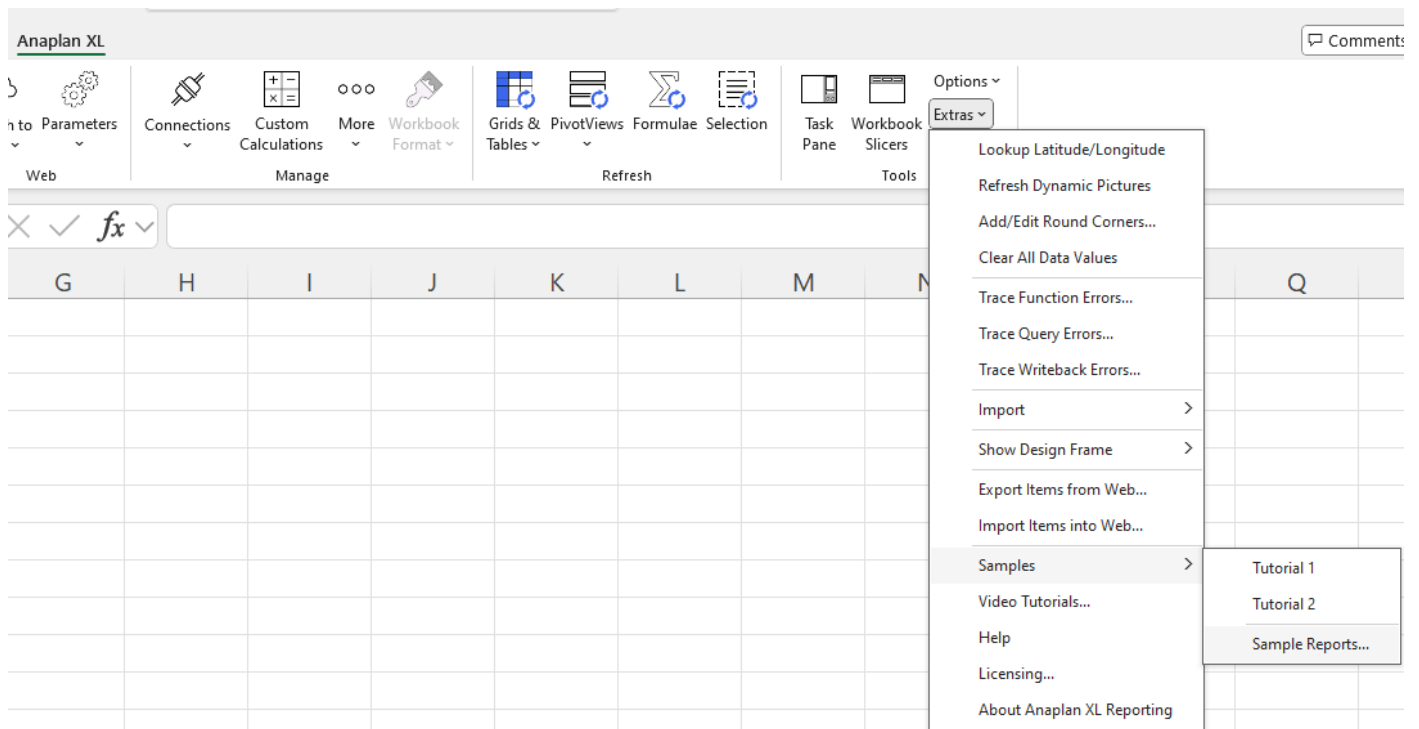 Anaplan XL
Comments
h to
Parameters
Connections
Custom
Calculations
More
Workbook
Format
Grids &
Tables
PivotViews
Formulae
Selection
Task
Pane
Workbook
Slicers
Options
Extras
Web
Manage
Refresh
Tools
fx
G H I J K L M N Q
Lookup Latitude/Longitude
Refresh Dynamic Pictures
Add/Edit Round Corners...
Clear All Data Values
Trace Function Errors...
Trace Query Errors...
Trace Writeback Errors...
Import
Show Design Frame
Export Items from Web...
Import Items into Web...
Samples
Video Tutorials...
Help
Licensing...
About Anaplan XL Reporting
Tutorial 1
Tutorial 2
Sample Reports...